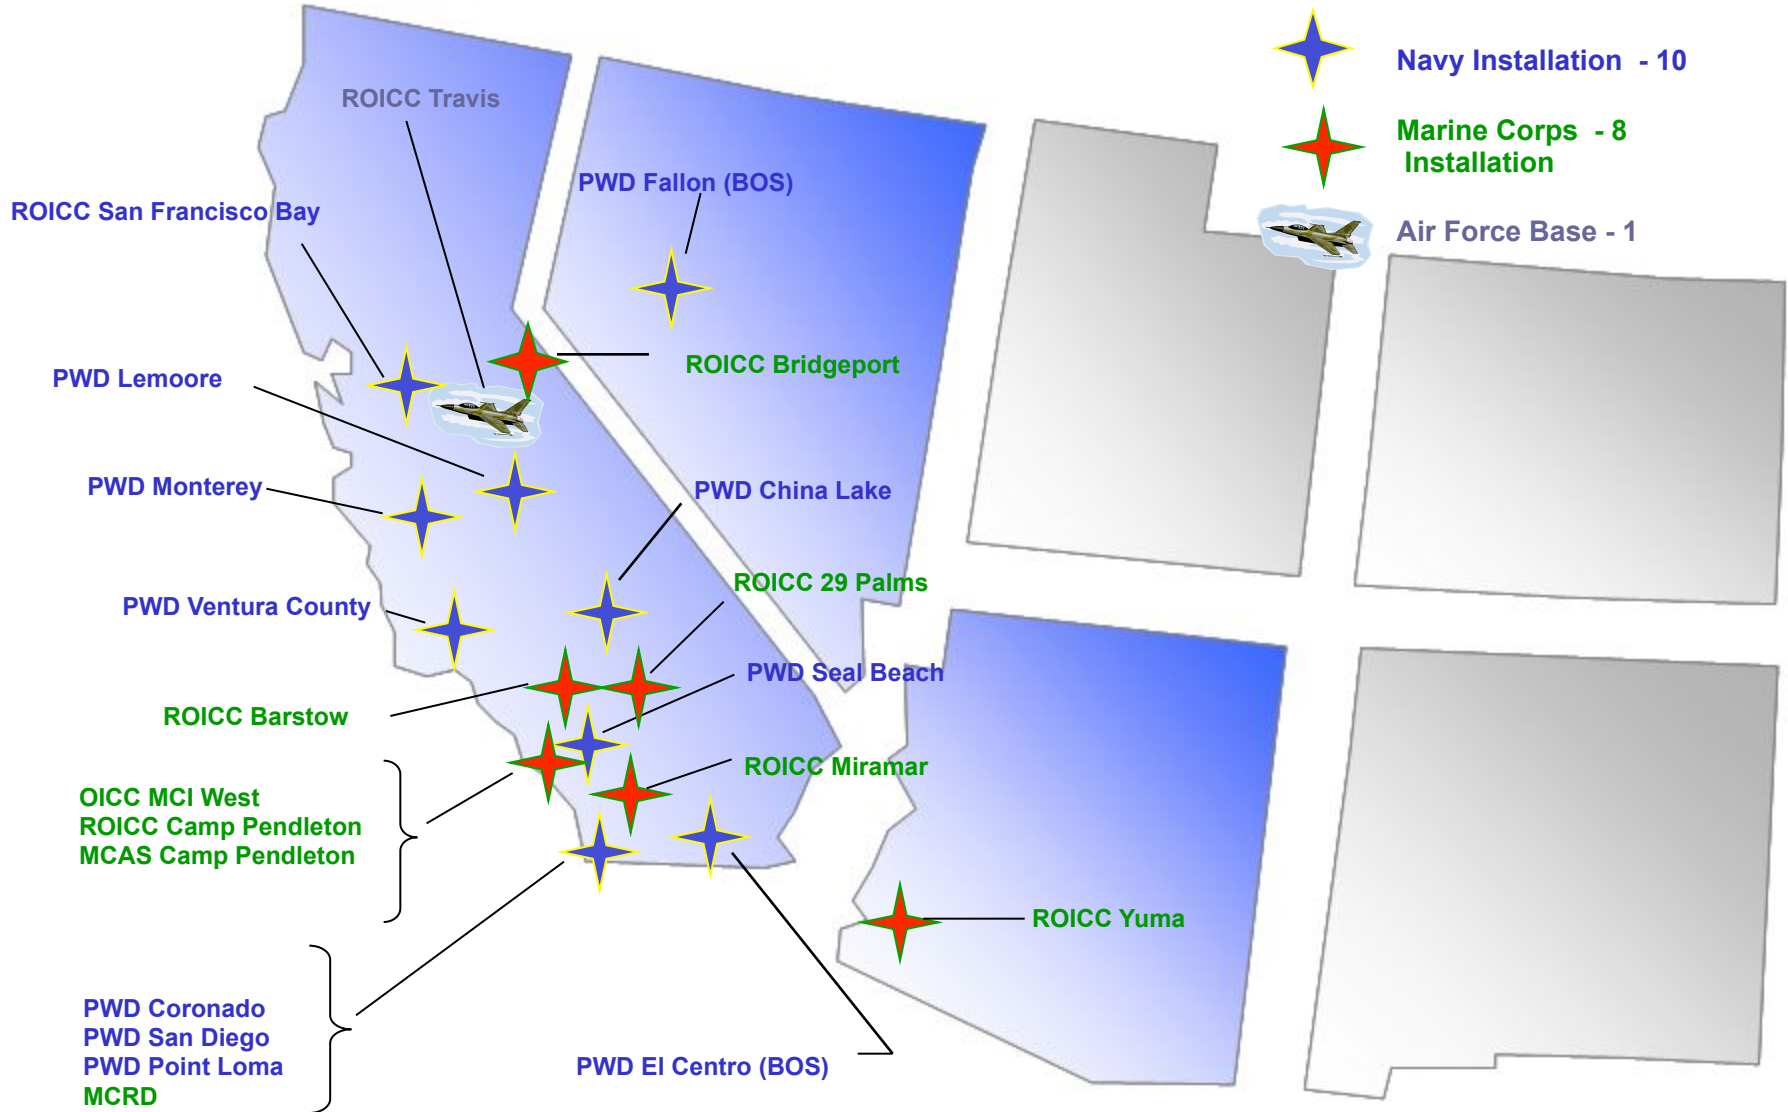 Navy Installation - 10
Marine Corps - 8
Installation
Air Force Base - 1
ROICC Travis
PWD Fallon (BOS)
ROICC San Francisco Bay
ROICC Bridgeport
PWD Lemoore
PWD Monterey
PWD China Lake
ROICC 29 Palms
PWD Ventura County
PWD Seal Beach
ROICC Barstow
ROICC Miramar
OICC MCI West
ROICC Camp Pendleton
MCAS Camp Pendleton
ROICC Yuma
PWD Coronado
PWD San Diego
PWD Point Loma
MCRD
PWD El Centro (BOS)